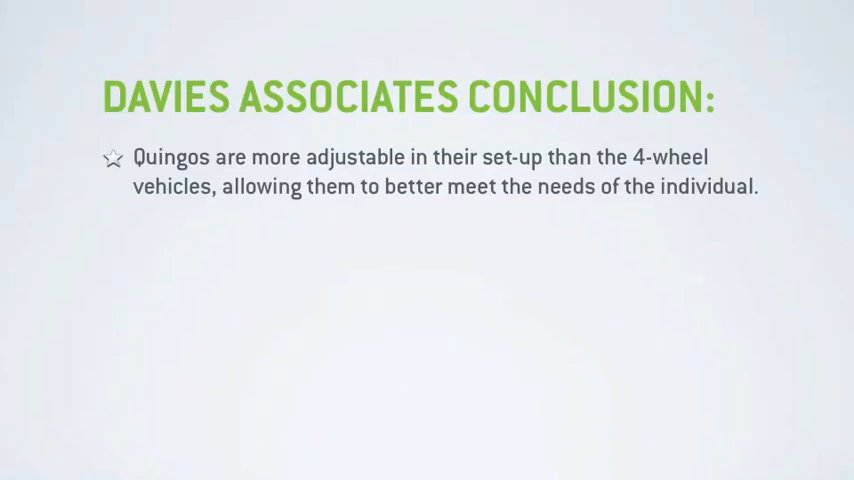 DAVIES ASSOCIATES CONCLUSION:
Quingos are more adjustable in their set-up than the 4-wheel
vehicles, allowing them to better meet the needs of the individual.